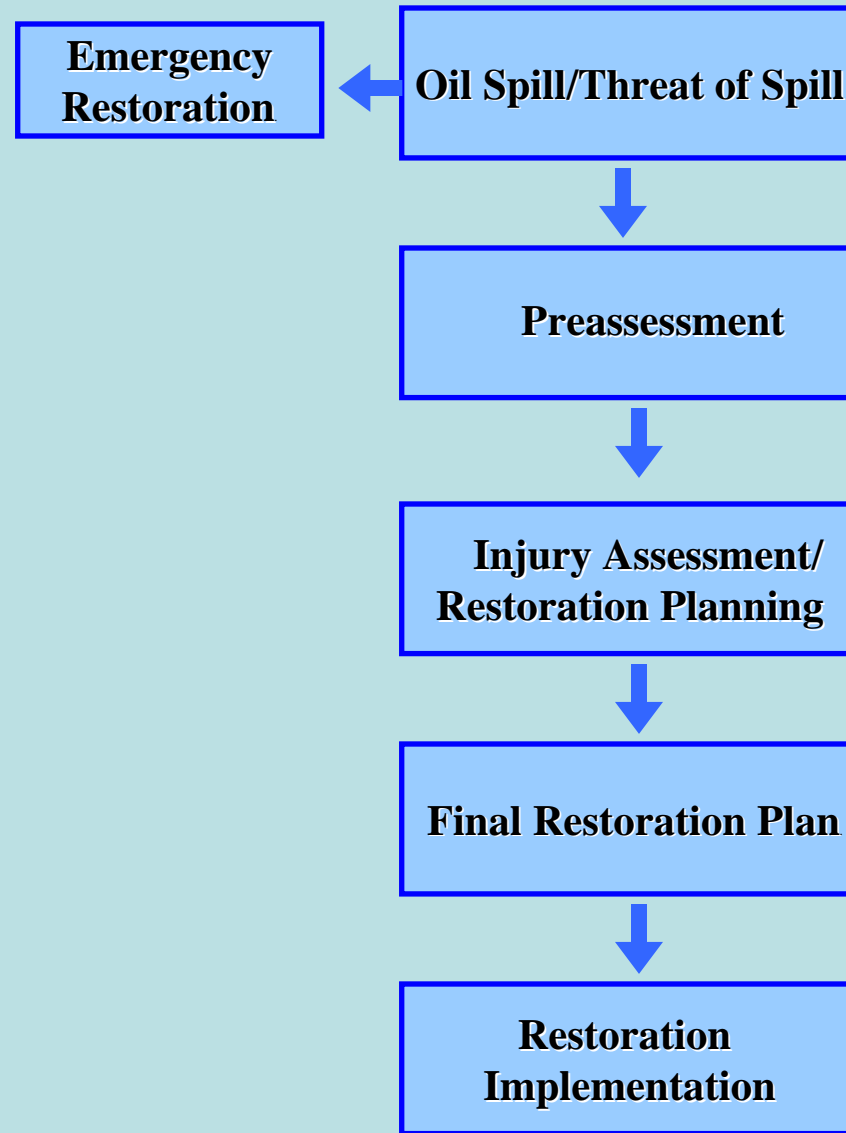 Emergency
Restoration
Oil Spill/Threat of Spill
Preassessment
Injury Assessment/
Restoration Planning
Final Restoration Plan
Restoration
Implementation